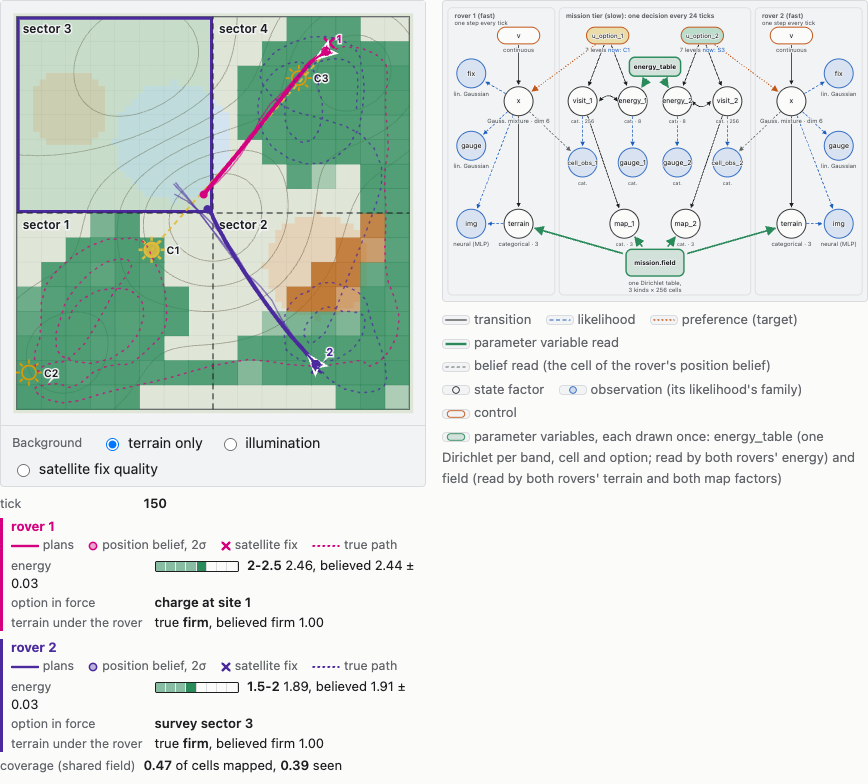 sector 3
sector 4
sector 1
sector 2
1
C3
C1
2
C2
Background
terrain only
illumination
satellite fix quality
tick 150
rover 1
plans position belief, 2σ satellite fix true path
energy 2-2.5 2.46, believed 2.44 ±
0.03
option in force charge at site 1
terrain under the rover true firm, believed firm 1.00
rover 2
plans position belief, 2σ satellite fix true path
energy 1.5-2 1.89, believed 1.91 ±
0.03
option in force survey sector 3
terrain under the rover true firm, believed firm 1.00
coverage (shared field) 0.47 of cells mapped, 0.39 seen
rover 1 (fast)
one step every tick
mission tier (slow): one decision every 24 ticks
rover 2 (fast)
one step every tick
v
continuous
u_option_1
7 levels now: C1
u_option_2
7 levels now: S3
v
continuous
energy_table
fix
lin. Gaussian
x
Gauss. mixture · dim 6
visit_1
cat. · 256
energy_1
cat. · 8
energy_2
cat. · 8
visit_2
cat. · 256
x
Gauss. mixture · dim 6
fix
lin. Gaussian
gauge
lin. Gaussian
cell_obs_1
cat.
gauge_1
cat.
gauge_2
cat.
cell_obs_2
cat.
gauge
lin. Gaussian
img
neural (MLP)
terrain
categorical · 3
map_1
cat. · 3
map_2
cat. · 3
terrain
categorical · 3
img
neural (MLP)
mission.field
one Dirichlet table,
3 kinds × 256 cells
transition likelihood preference (target)
parameter variable read
belief read (the cell of the rover's position belief)
state factor observation (its likelihood's family)
control
parameter variables, each drawn once: energy_table (one
Dirichlet per band, cell and option; read by both rovers' energy) and
field (read by both rovers' terrain and both map factors)